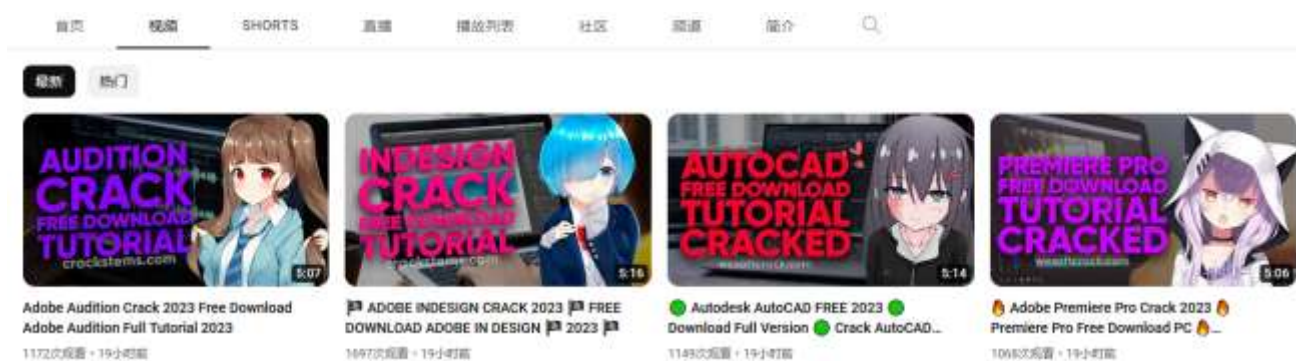 首页 视频 SHORTS 直播 播放列表 社区 频道 简介
最新 热门
AUDITION
CRACK
FREE DOWNLOAD
TUTORIAL
crackstems.com
5:07
INDESIGN
CRACK
FREE DOWNLOAD
TUTORIAL
crackstems.com
5:16
AUTOCAD
FREE DOWNLOAD
TUTORIAL
CRACKED
5:14
PREMIERE PRO
FREE DOWNLOAD
TUTORIAL
CRACKED
5:06
Adobe Audition Crack 2023 Free Download
Adobe Audition Full Tutorial 2023
1172次观看 · 19小时前
ADOBE INDESIGN CRACK 2023 FREE
DOWNLOAD ADOBE IN DESIGN 2023
1697次观看 · 19小时前
Autodesk AutoCAD FREE 2023
Download Full Version Crack AutoCAD...
1149次观看 · 19小时前
Adobe Premiere Pro Crack 2023
Premiere Pro Free Download PC ...
1068次观看 · 19小时前